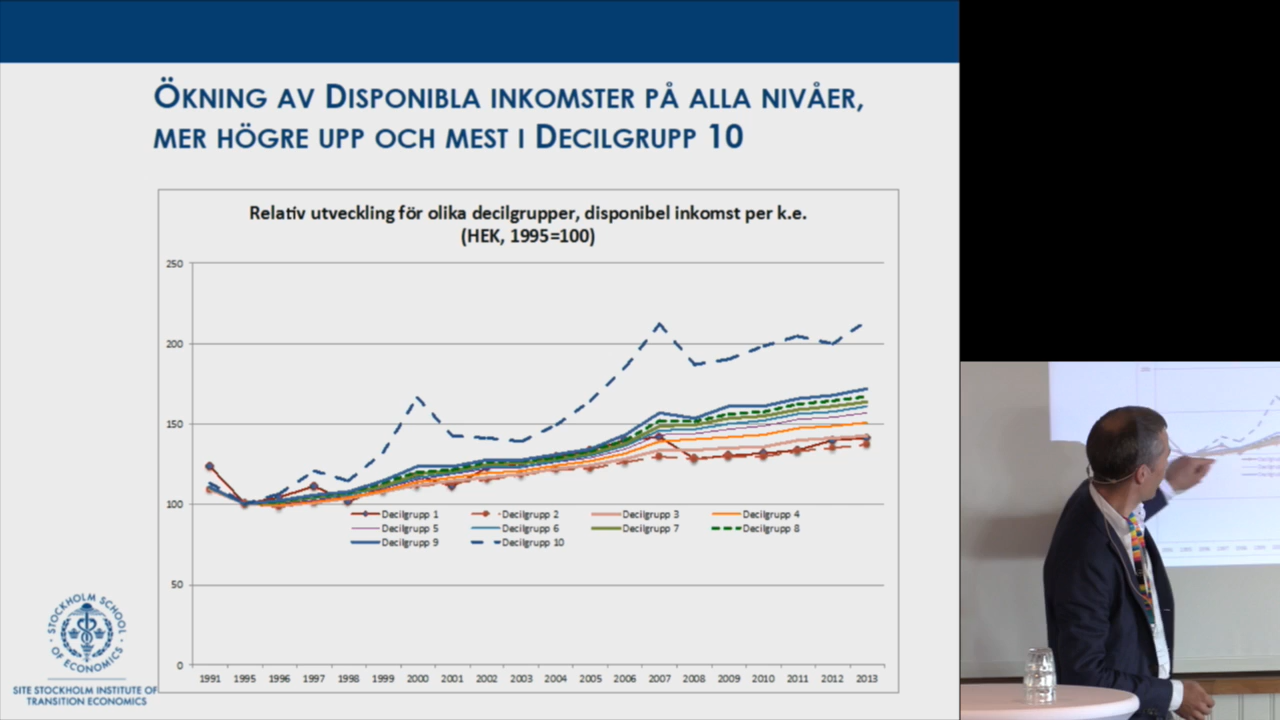 ÖKNING AV DISPONIBLA INKOMSTER PÅ ALLA NIVÅER,
MER HÖGRE UPP OCH MEST I DECILGRUPP 10
Relativ utveckling för olika decilgrupper, disponibel inkomst per k.e.
(HEK, 1995=100)
250
200
150
100
50
0
Decilgrupp 1 Decilgrupp 2 Decilgrupp 3 Decilgrupp 4
Decilgrupp 5 Decilgrupp 6 Decilgrupp 7 Decilgrupp 8
Decilgrupp 9 Decilgrupp 10
1991 1995 1996 1997 1998 1999 2000 2001 2002 2003 2004 2005 2006 2007 2008 2009 2010 2011 2012 2013
STOCKHOLM SCHOOL
OF ECONOMICS
SITE STOCKHOLM INSTITUTE OF
TRANSITION ECONOMICS